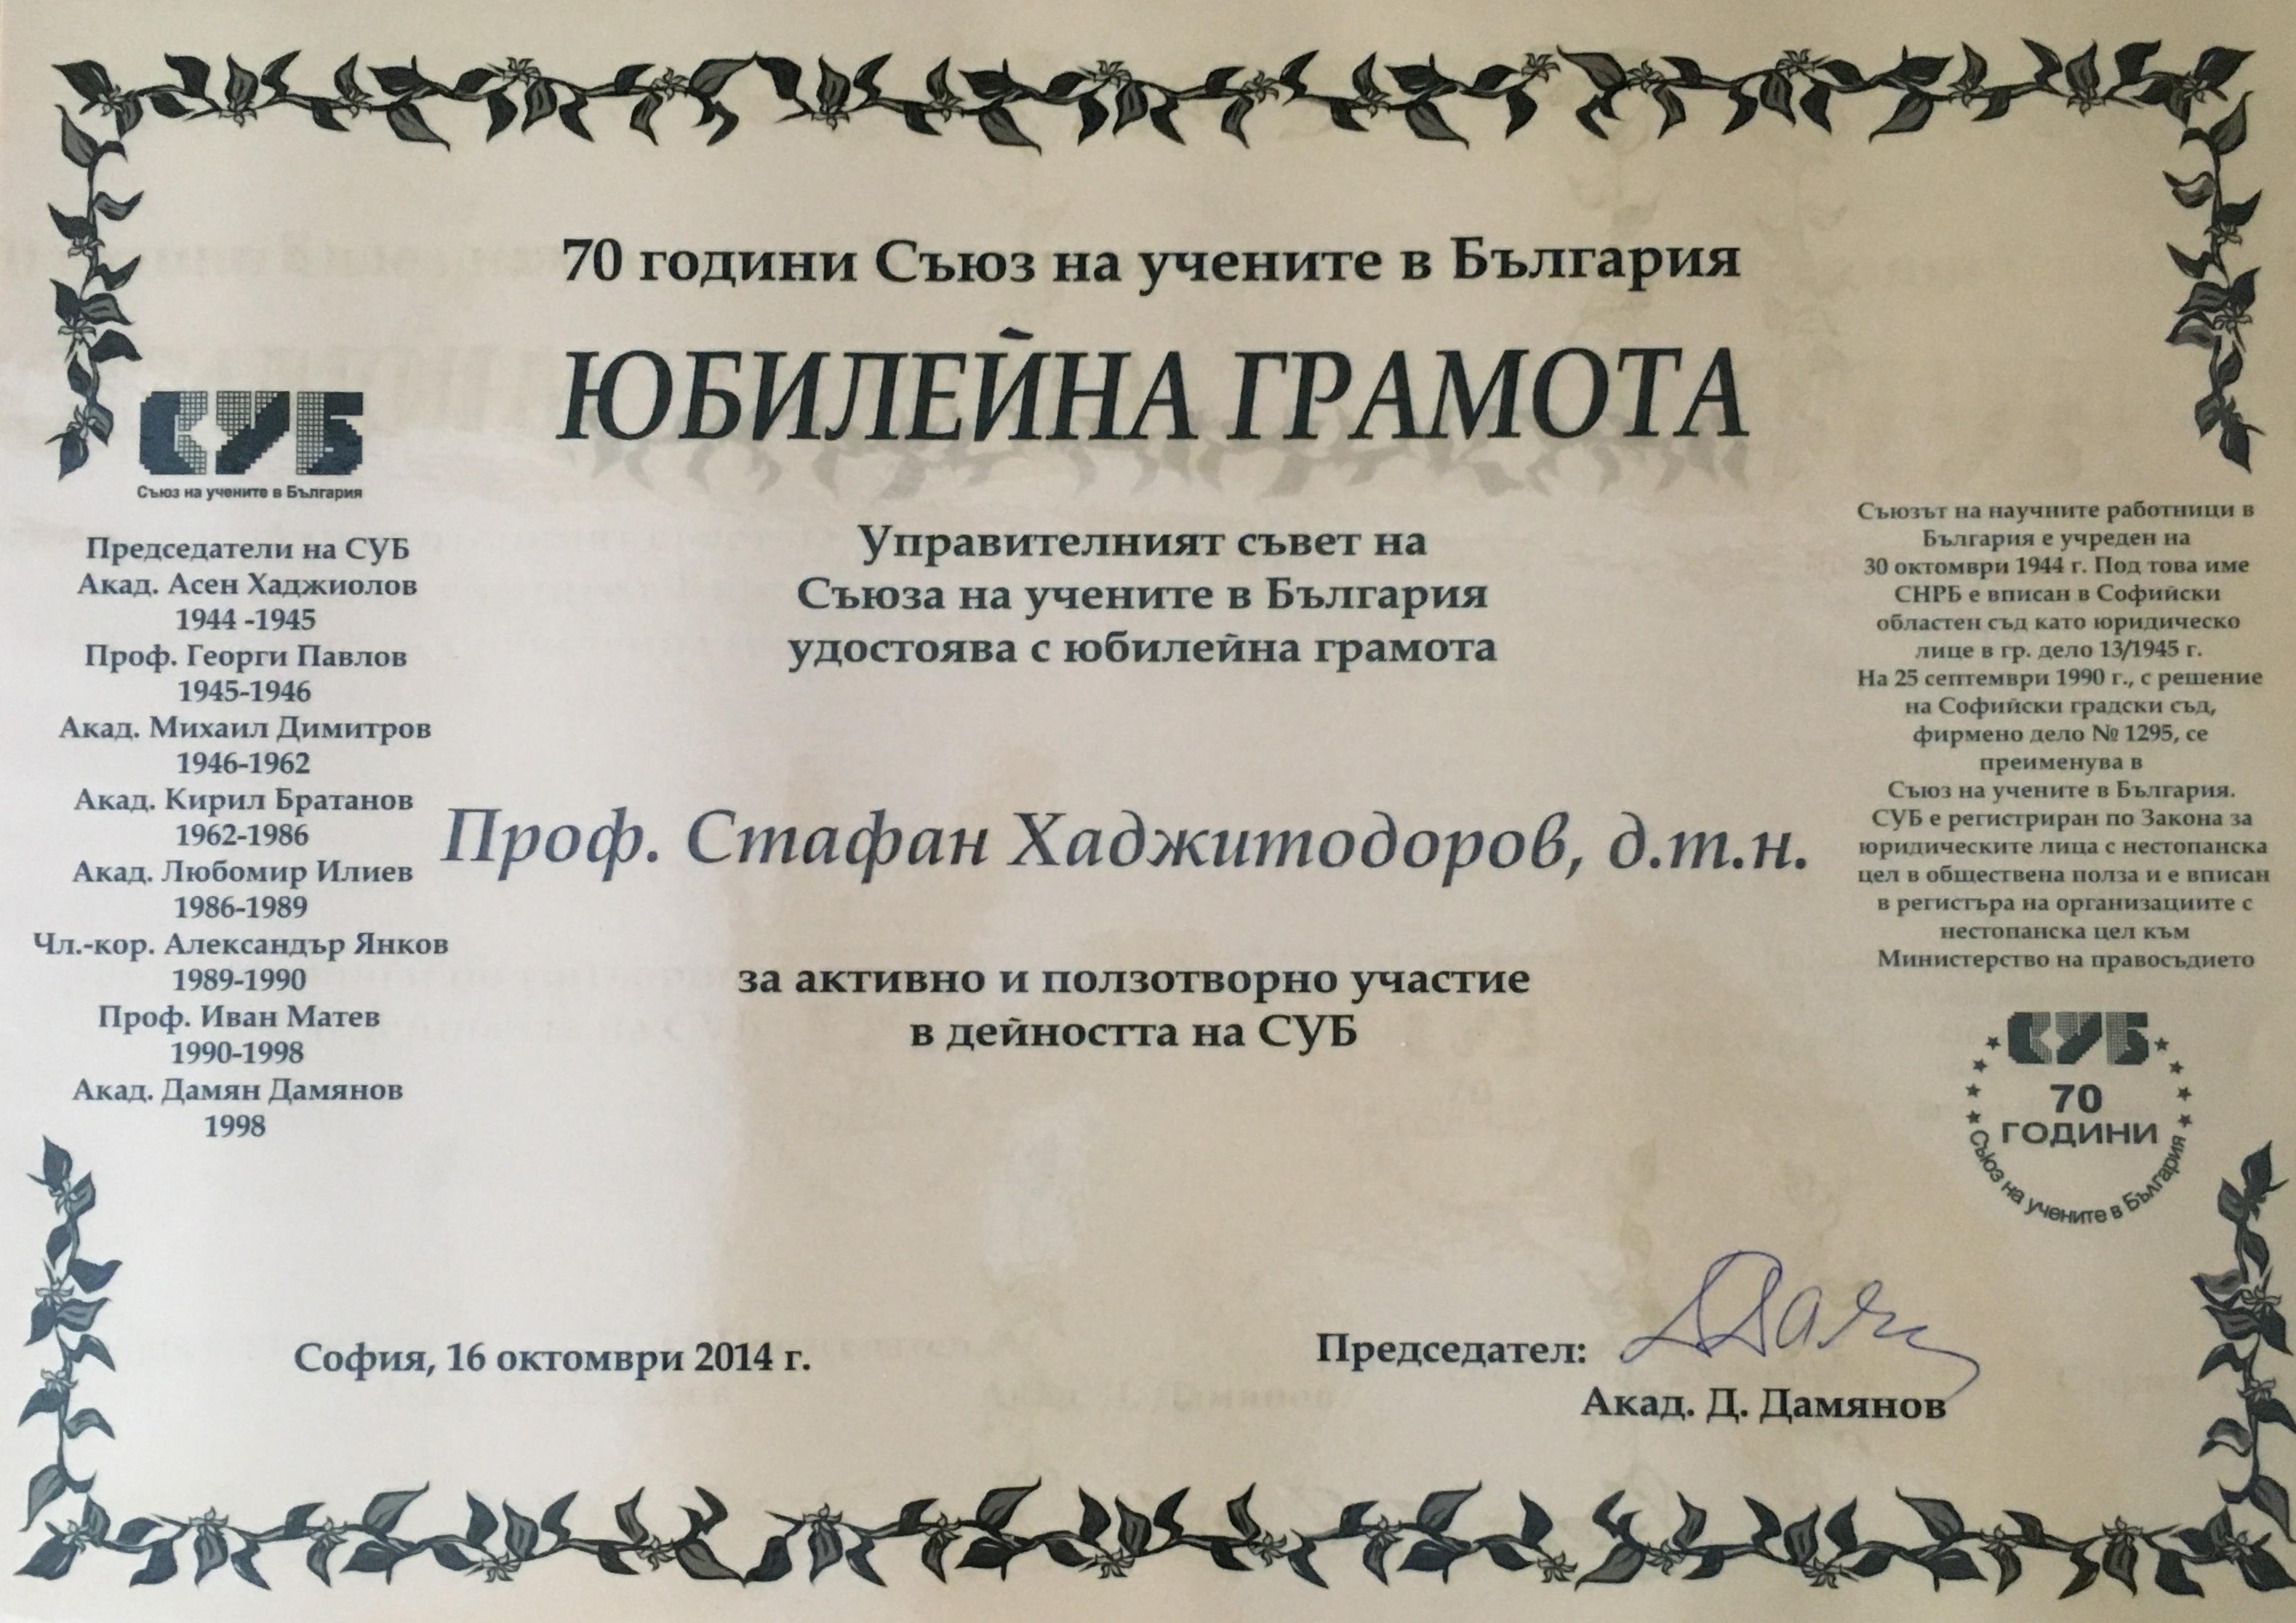 70 години Съюз на учените в България
ЮБИЛЕЙНА ГРАМОТА
СУБ
Съюз на учените в България
Председатели на СУБ
Акад. Асен Хаджиолов
1944 -1945
Проф. Георги Павлов
1945-1946
Акад. Михаил Димитров
1946-1962
Акад. Кирил Братанов
1962-1986
Акад. Любомир Илиев
1986-1989
Чл.-кор. Александър Янков
1989-1990
Проф. Иван Матев
1990-1998
Акад. Дамян Дамянов
1998
Управителният съвет на
Съюза на учените в България
удостоява с юбилейна грамота
Проф. Стафан Хаджитодоров, д.т.н.
за активно и ползотворно участие
в дейността на СУБ
Съюзът на научните работници в
България е учреден на
30 октомври 1944 г. Под това име
СНРБ е вписан в Софийски
областен съд като юридическо
лице в гр. дело 13/1945 г.
На 25 септември 1990 г., с решение
на Софийски градски съд,
фирмено дело № 1295, се
преименува в
Съюз на учените в България.
СУБ е регистриран по Закона за
юридическите лица с нестопанска
цел в обществена полза и е вписан
в регистъра на организациите с
нестопанска цел към
Министерство на правосъдието
СУБ
70
ГОДИНИ
Съюз на учените в България
София, 16 октомври 2014 г.
Председател:
Акад. Д. Дамянов